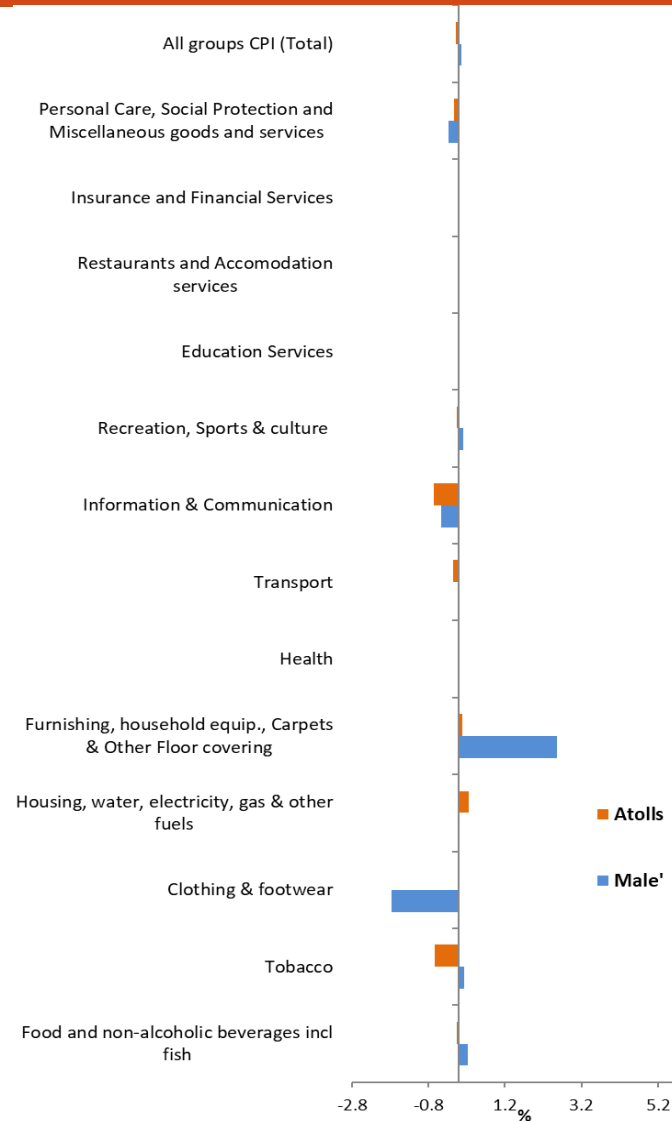 All groups CPI (Total)
Personal Care, Social Protection and
Miscellaneous goods and services
Insurance and Financial Services
Restaurants and Accomodation
services
Education Services
Recreation, Sports & culture
Information & Communication
Transport
Health
Furnishing, household equip., Carpets
& Other Floor covering
Housing, water, electricity, gas & other
fuels
Atolls
Male'
Clothing & footwear
Tobacco
Food and non-alcoholic beverages incl
fish
-2.8 -0.8 1.2 3.2 5.2
%